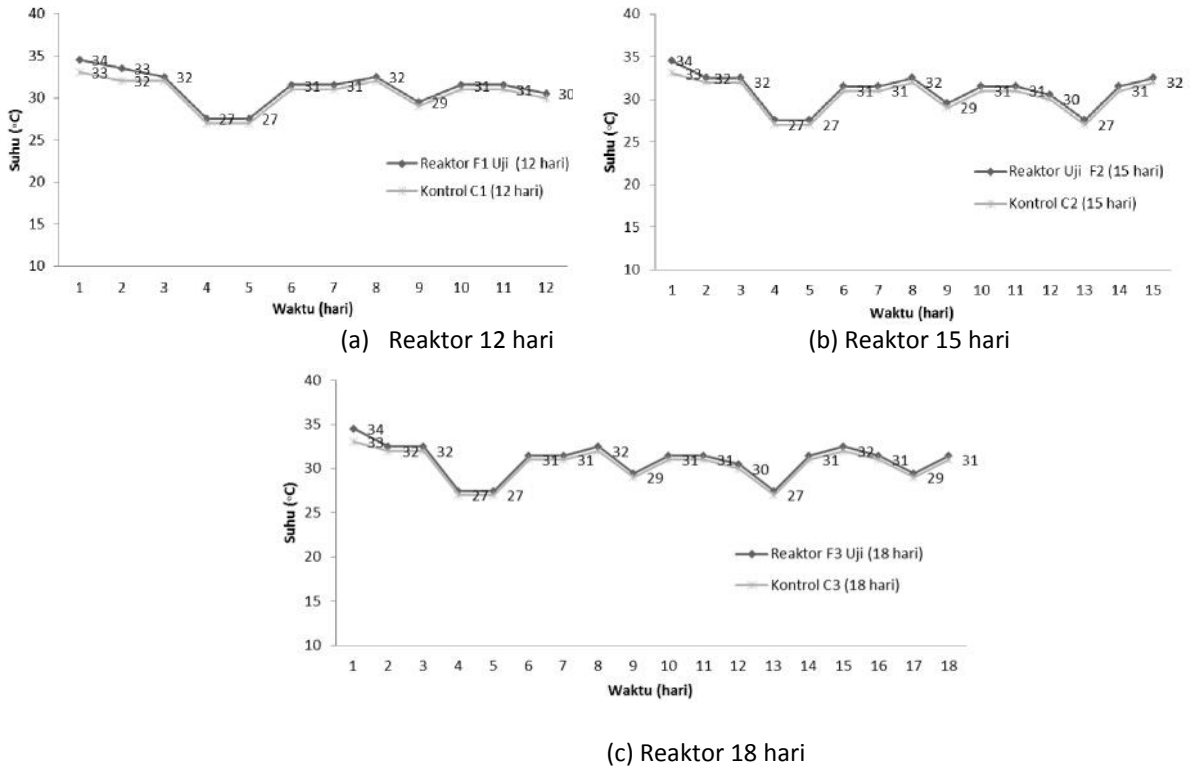 40
35
30
25
20
15
10
Suhu (◦C)
34 33 32 27 27 31 31 32 29 31 31 30
33 32
Reaktor F1 Uji (12 hari)
Kontrol C1 (12 hari)
1 2 3 4 5 6 7 8 9 10 11 12
Waktu (hari)
(a) Reaktor 12 hari
40
35
30
25
20
15
10
Suhu (◦C)
34 32 32 27 27 31 31 32 29 31 31 30 27 31 32
33 32
Reaktor Uji F2 (15 hari)
Kontrol C2 (15 hari)
1 2 3 4 5 6 7 8 9 10 11 12 13 14 15
Waktu (hari)
(b) Reaktor 15 hari
40
35
30
25
20
15
10
Suhu (◦C)
34 32 32 27 27 31 31 32 29 31 31 30 27 31 32 31 29 31
33
Reaktor F3 Uji (18 hari)
Kontrol C3 (18 hari)
1 2 3 4 5 6 7 8 9 10 11 12 13 14 15 16 17 18
Waktu (hari)
(c) Reaktor 18 hari